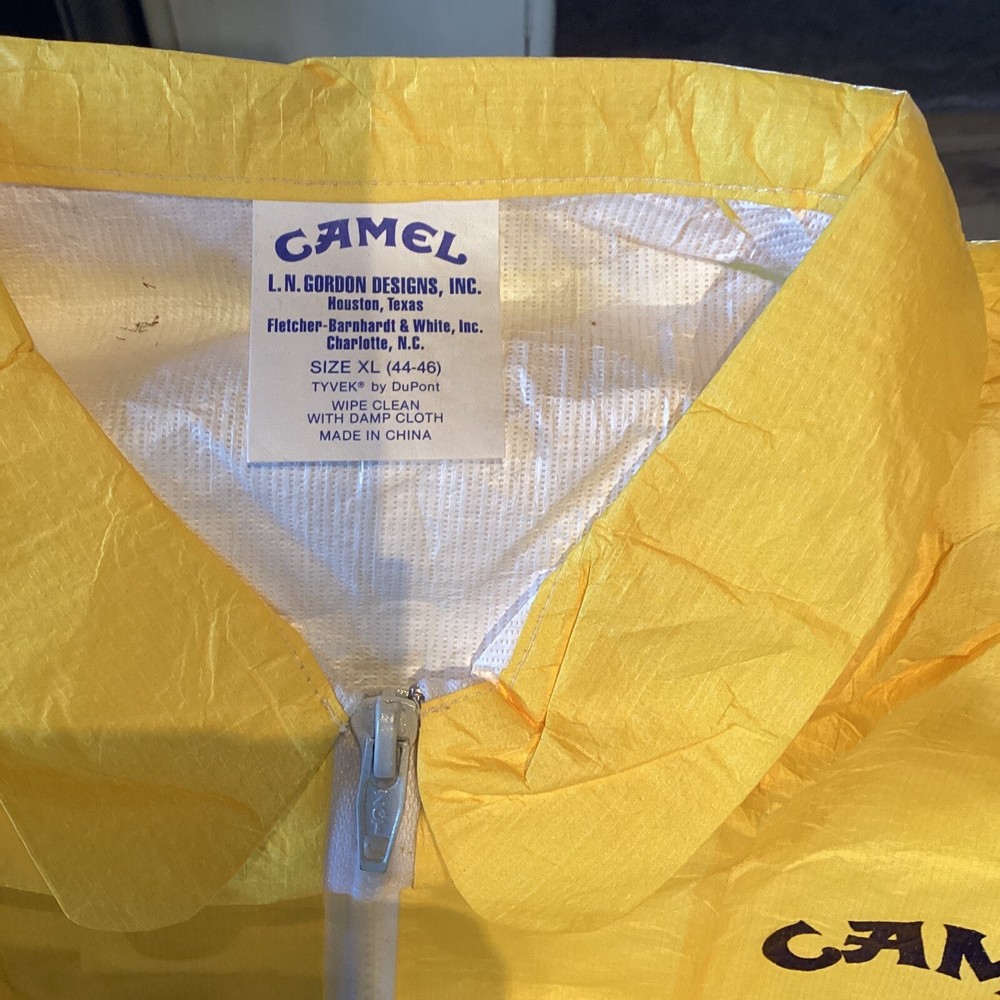 CAMEL
L.N. GORDON DESIGNS, INC.
Houston, Texas
Fletcher-Barnhardt & White, Inc.
Charlotte, N.C.
SIZE XL (44-46)
TYVEK® by DuPont
WIPE CLEAN
WITH DAMP CLOTH
MADE IN CHINA
CAM